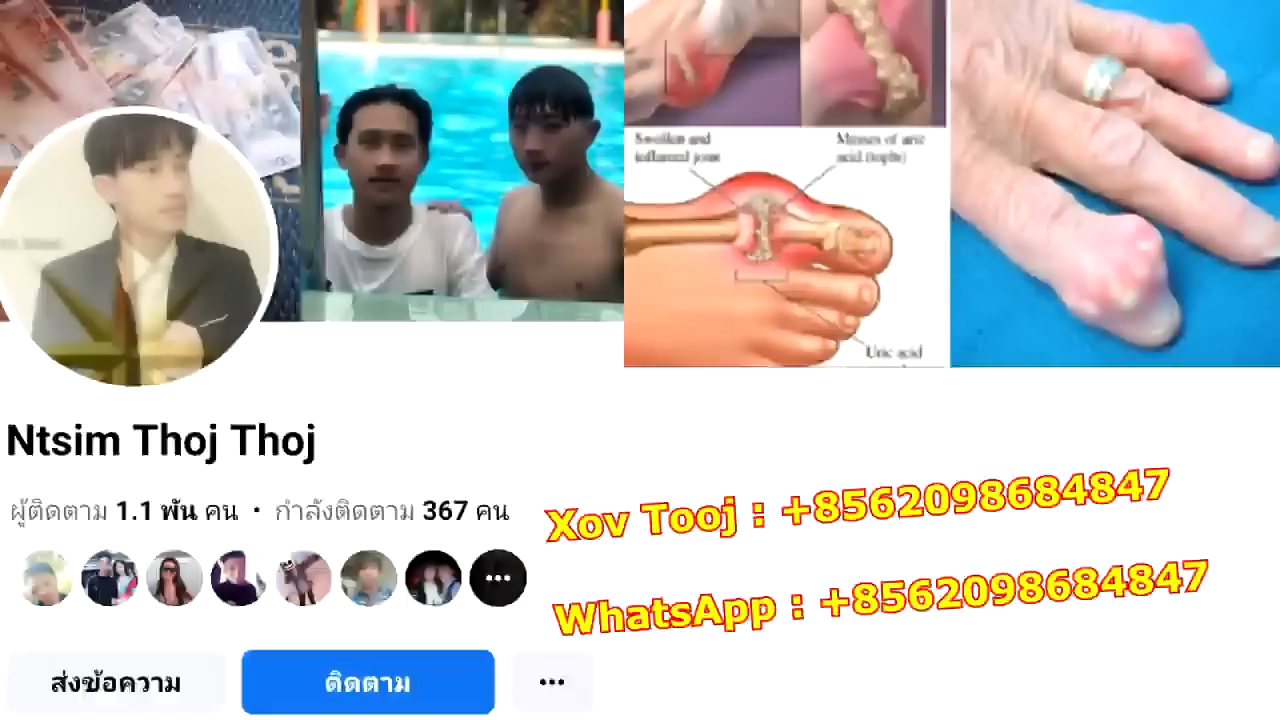 Swollen and
inflamed joint
Masses of uric
acid (tophi)
Uric acid
Ntsim Thoj Thoj
ผู้ติดตาม 1.1 พัน คน · กำลังติดตาม 367 คน
Xov Tooj : +8562098684847
WhatsApp : +8562098684847
ส่งข้อความ
ติดตาม